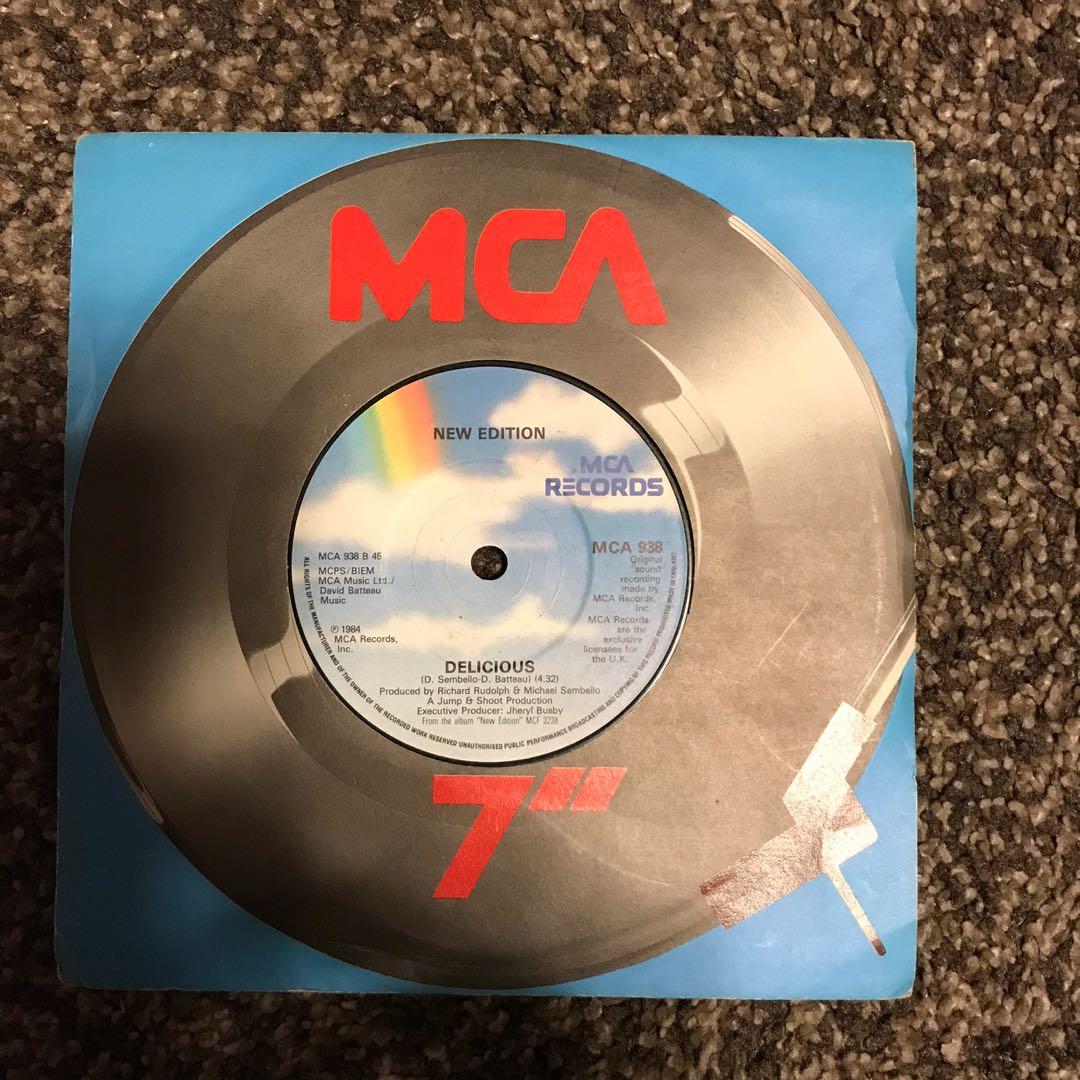 MCA
NEW EDITION
MCA
RECORDS
MCA 938 B 45
MCPS/BIEM
MCA Music Ltd./
David Batteau
Music
℗ 1984
MCA Records,
Inc.
MCA 938
Original
sound
recording
made by
MCA Records,
Inc.
MCA Records
are the
exclusive
licensees for
the U.K.
DELICIOUS
(D. Sembello-D. Batteau) (4.32)
Produced by Richard Rudolph & Michael Sembello
A Jump & Shoot Production
Executive Producer: Jheryl Busby
From the album "New Edition" MCF 3238
ALL RIGHTS OF THE MANUFACTURER AND OF THE OWNER OF THE RECORDED WORK RESERVED UNAUTHORISED PUBLIC PERFORMANCE BROADCASTING AND COPYING OF THIS RECORD PROHIBITED MADE IN ENGLAND
7"